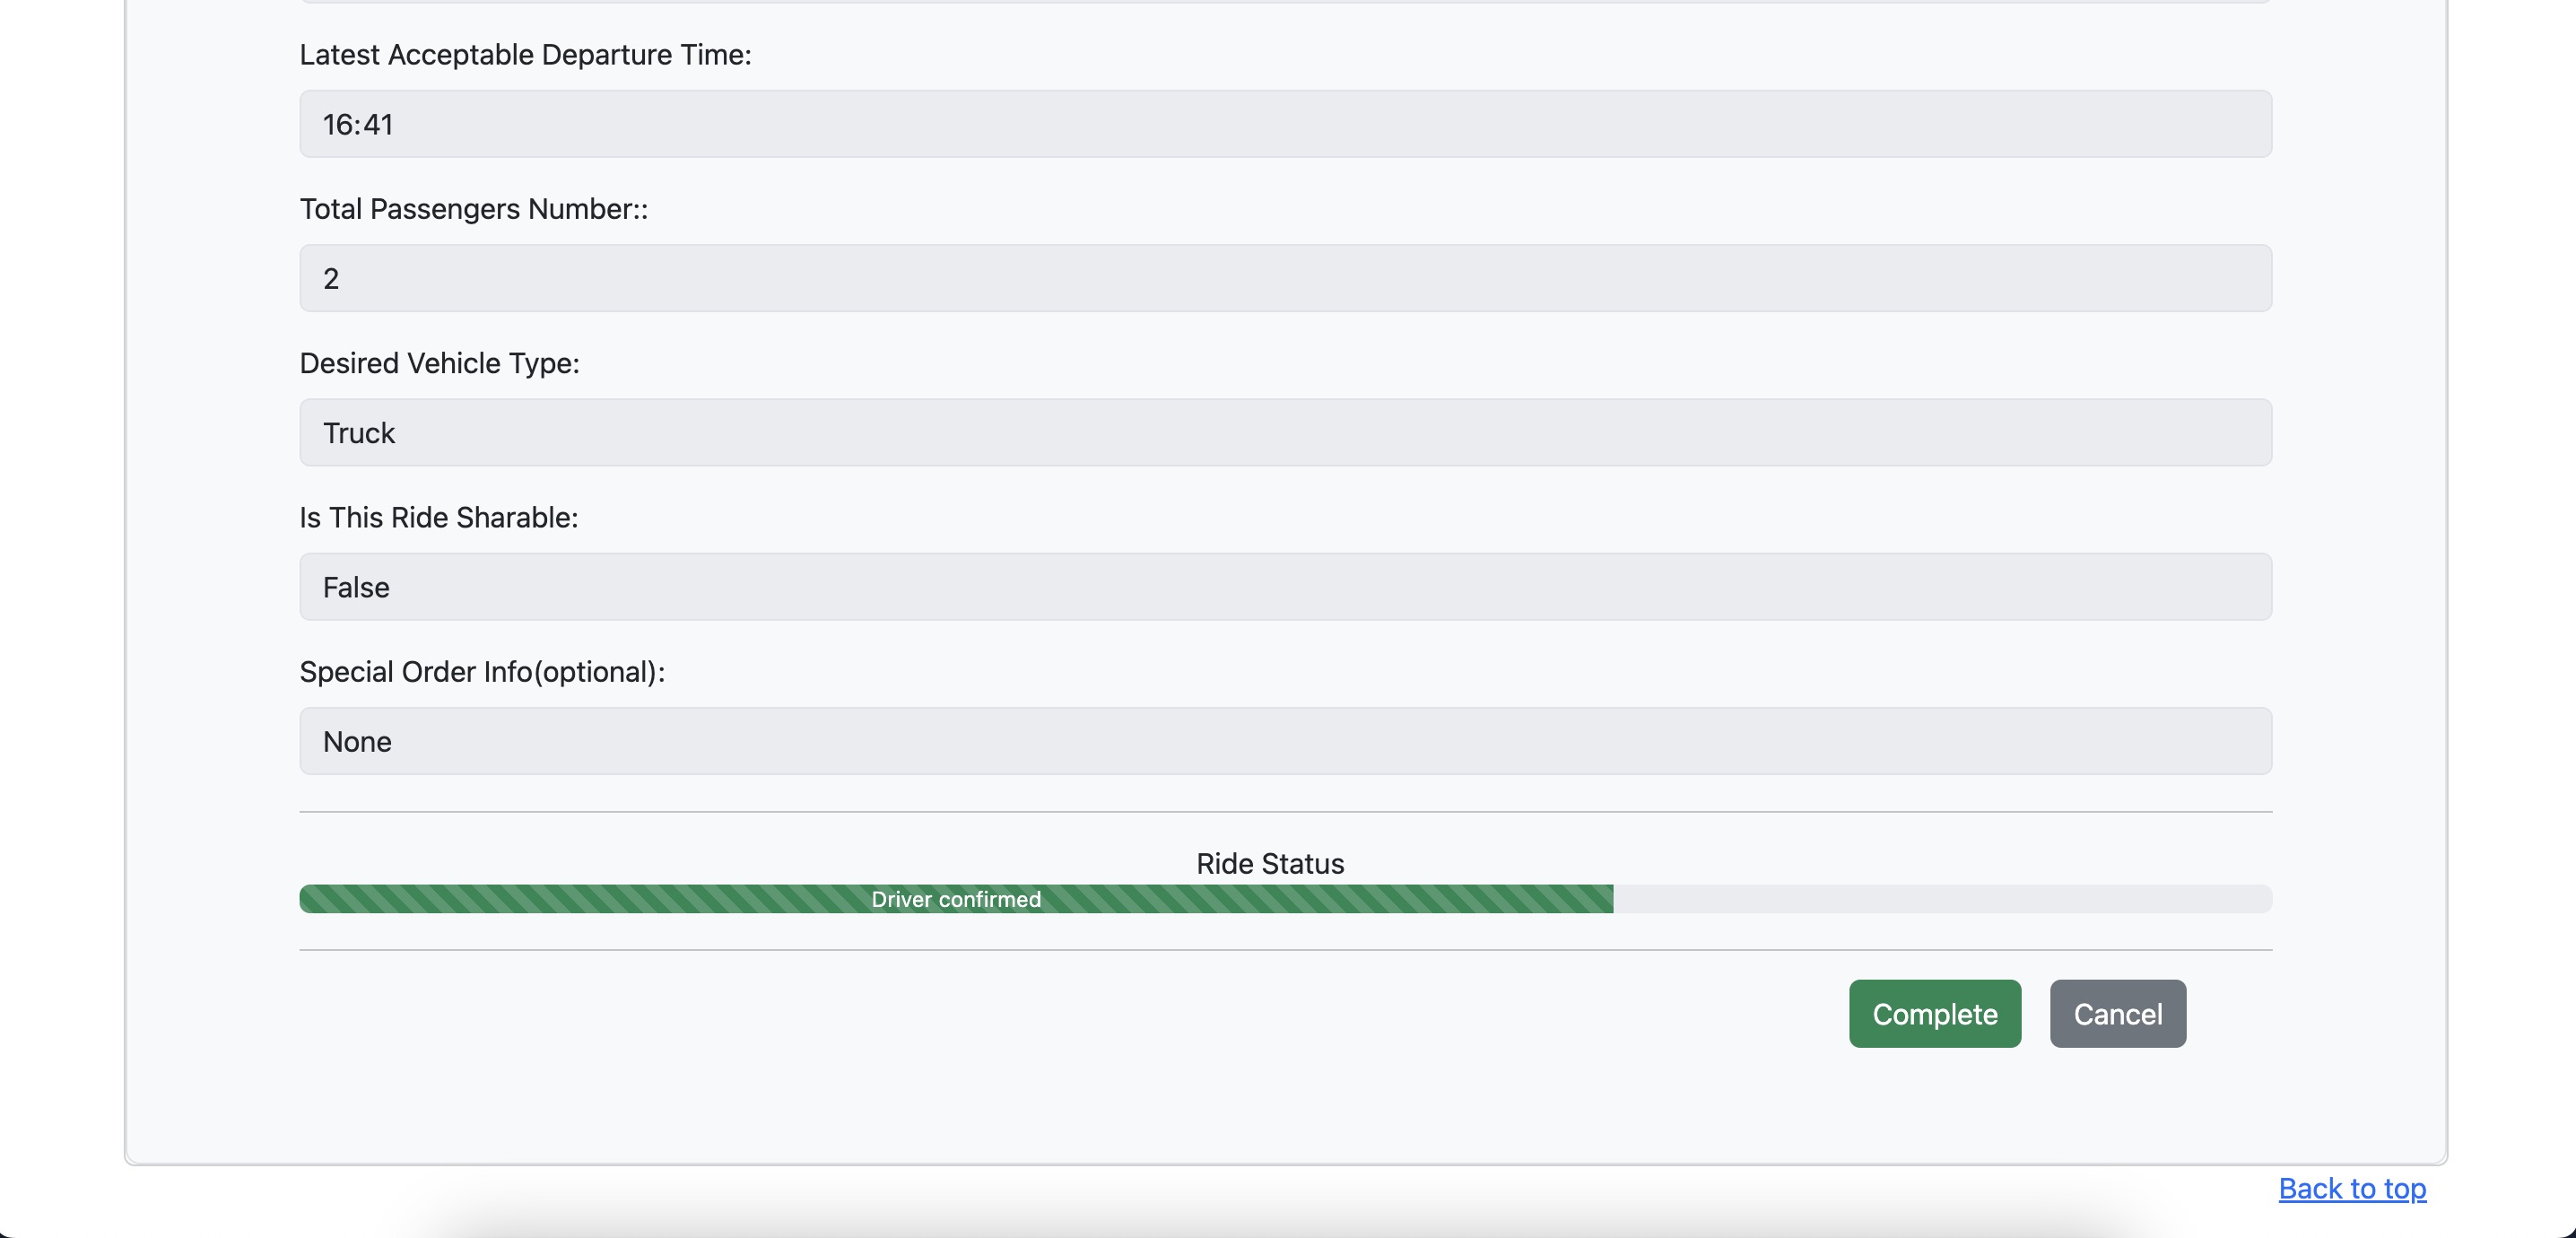 Latest Acceptable Departure Time:
16:41
Total Passengers Number::
2
Desired Vehicle Type:
Truck
Is This Ride Sharable:
False
Special Order Info(optional):
None
Ride Status
Driver confirmed
Complete Cancel
Back to top